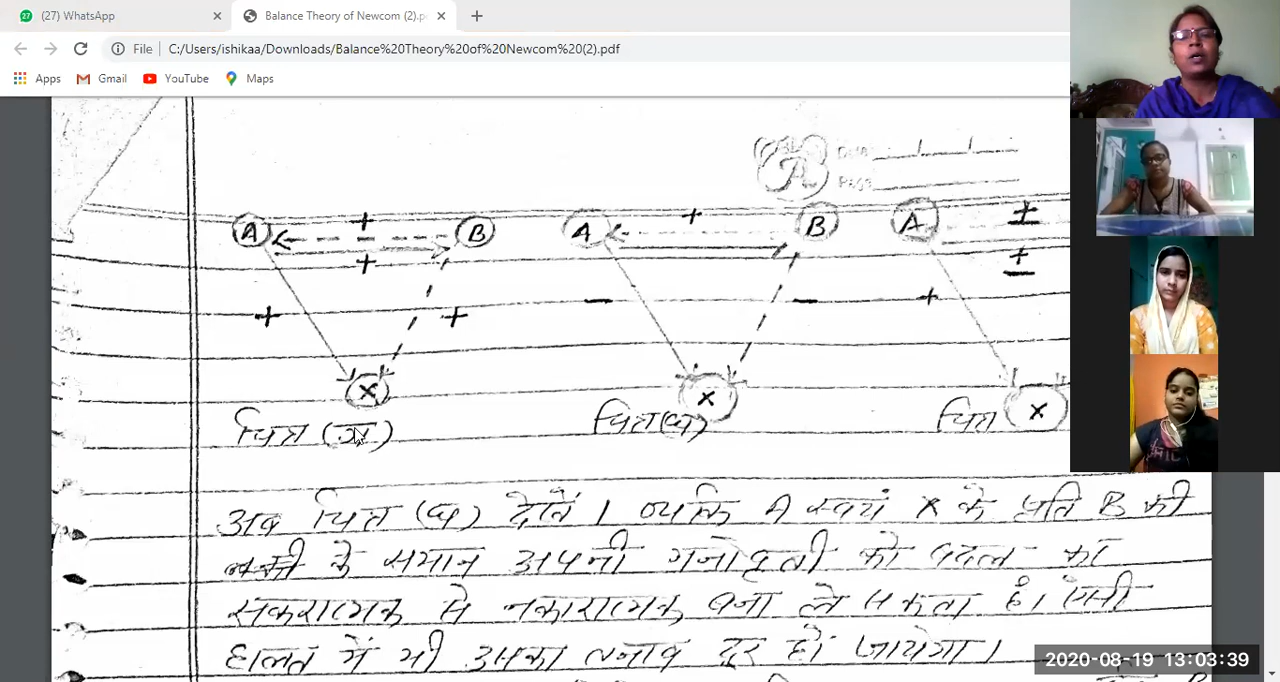 (27) WhatsApp
Balance Theory of Newcom (2).p
File C:/Users/ishikaa/Downloads/Balance%20Theory%20of%20Newcom%20(2).pdf
Apps Gmail YouTube Maps
A + B A + B A ±
+ ±
+ + - - +
X X X
चित्र (अ) चित्र (ब) चित्र
अब चित्र (ब) देखें। व्यक्ति A स्वयं X के प्रति B की
के समान अपनी मनोवृत्ती को बदल कर
सकरात्मक से नकारात्मक बना ले सकता है। ऐसी
हालत में भी उसका तनाव दूर हो जायेगा।
2020-08-19 13:03:39